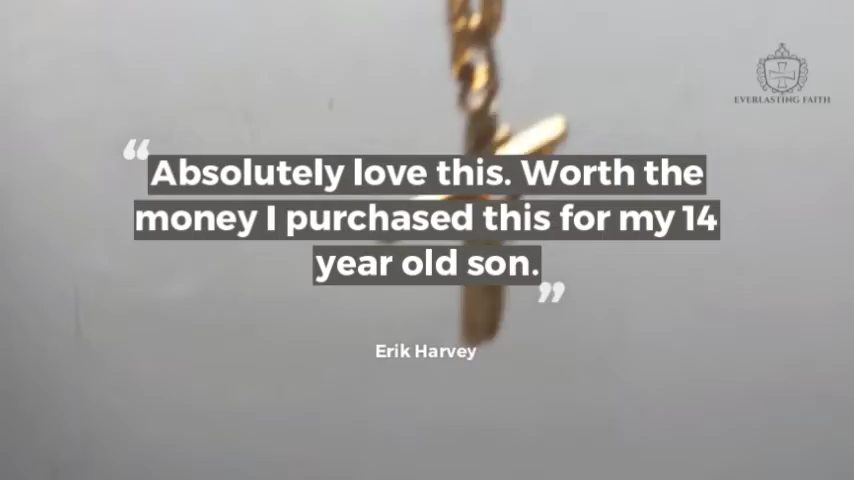 EVERLASTING FAITH
“Absolutely love this. Worth the
money I purchased this for my 14
year old son.”
Erik Harvey